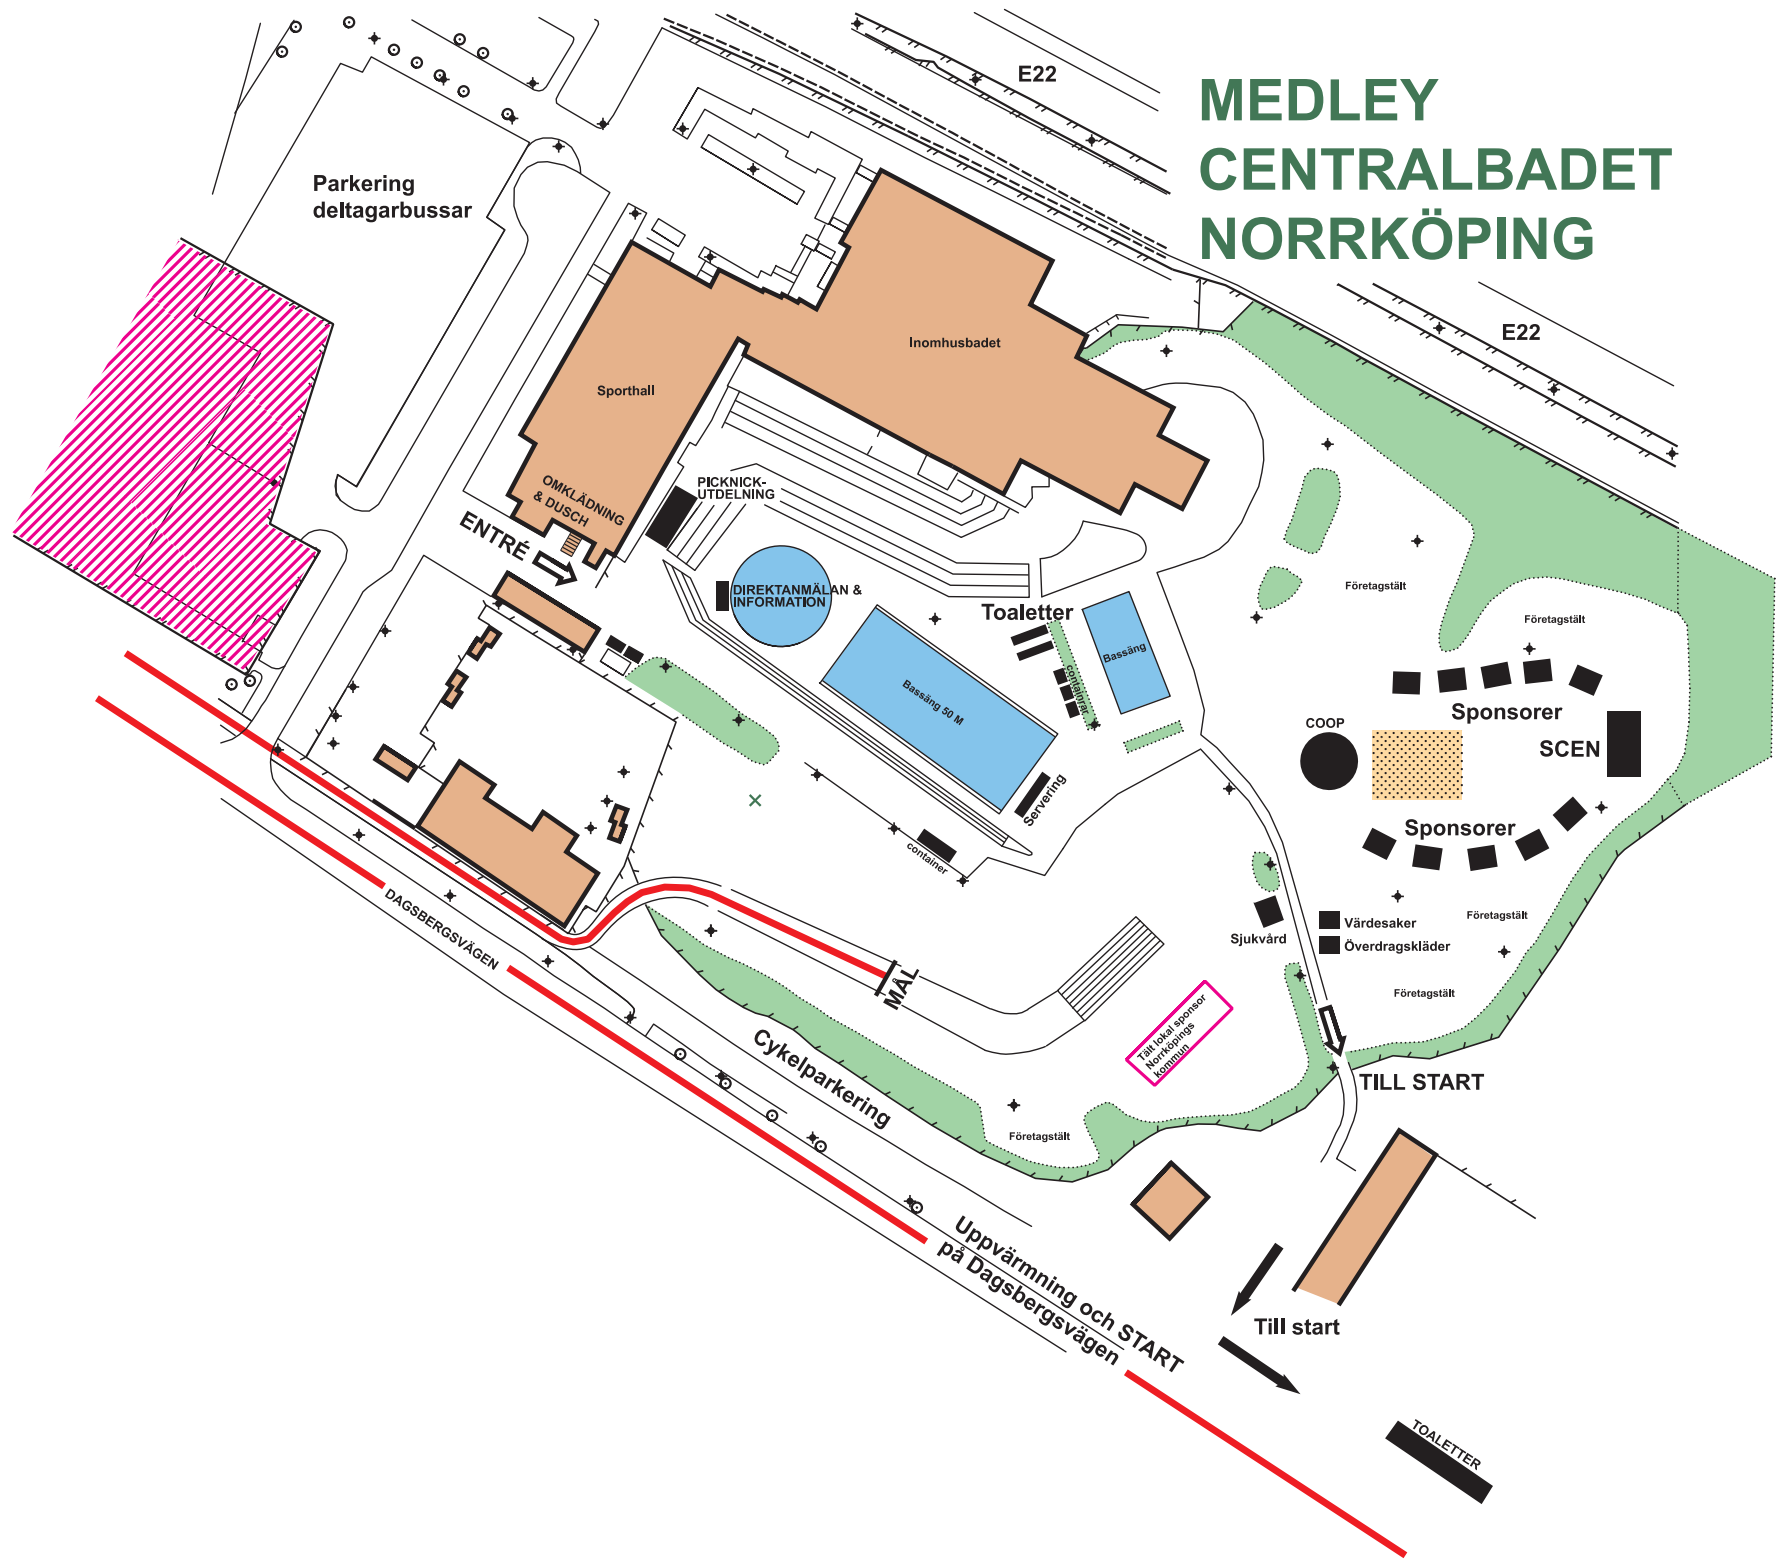 MEDLEY
CENTRALBADET
NORRKÖPING
E22
E22
Parkering
deltagarbussar
Inomhusbadet
Sporthall
OMKLÄDNING
& DUSCH
PICKNICK-
UTDELNING
ENTRÉ
DIREKTANMÄLAN &
INFORMATION
Toaletter
containrar
Bassäng
Bassäng 50 M
Servering
container
Företagstält
Företagstält
Sponsorer
COOP
SCEN
Sponsorer
Företagstält
Värdesaker
Överdragskläder
Sjukvård
Företagstält
DAGSBERGSVÄGEN
MÅL
Tält lokal sponsor
Norrköpings
kommun
Cykelparkering
TILL START
Företagstält
Uppvärmning och START
på Dagsbergsvägen
Till start
TOALETTER